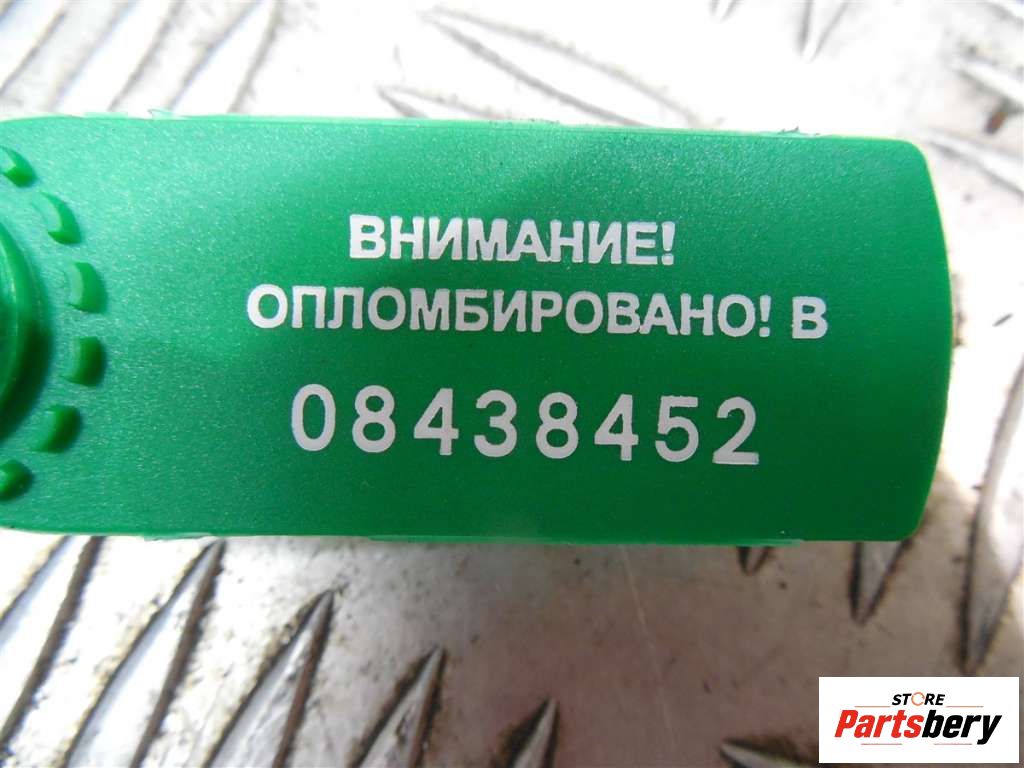 ВНИМАНИЕ!
ОПЛОМБИРОВАНО! В
08438452
STORE
Partsbery